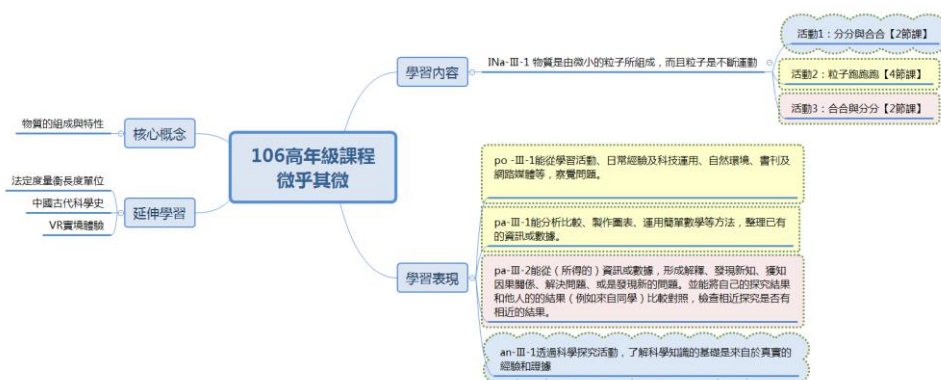 106高年級課程
微乎其微
核心概念
物質的組成與特性
延伸學習
法定度量衡長度單位
中國古代科學史
VR實境體驗
學習內容
INa-Ⅲ-1 物質是由微小的粒子所組成，而且粒子是不斷運動
活動1：分分與合合【2節課】
活動2：粒子跑跑跑【4節課】
活動3：合合與分分【2節課】
學習表現
po -Ⅲ-1能從學習活動、日常經驗及科技運用、自然環境、書刊及
網路媒體等，察覺問題。
pa-Ⅲ-1能分析比較、製作圖表、運用簡單數學等方法，整理已有
的資訊或數據。
pa-Ⅲ-2能從（所得的）資訊或數據，形成解釋、發現新知、獲知
因果關係、解決問題、或是發現新的問題。並能將自己的探究結果
和他人的的結果（例如來自同學）比較對照，檢查相近探究是否有
相近的結果。
an-Ⅲ-1透過科學探究活動，了解科學知識的基礎是來自於真實的
經驗和證據